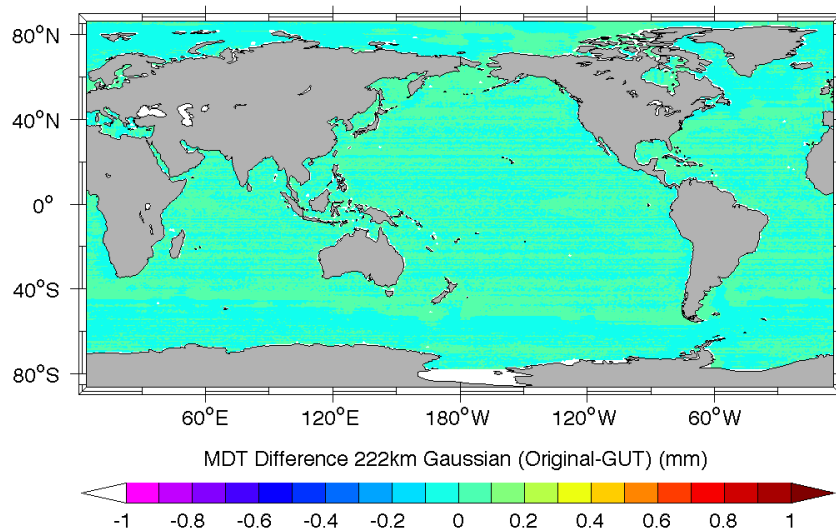 80°N
40°N
0°
40°S
80°S
60°E 120°E 180°W 120°W 60°W
MDT Difference 222km Gaussian (Original-GUT) (mm)
-1 -0.8 -0.6 -0.4 -0.2 0 0.2 0.4 0.6 0.8 1